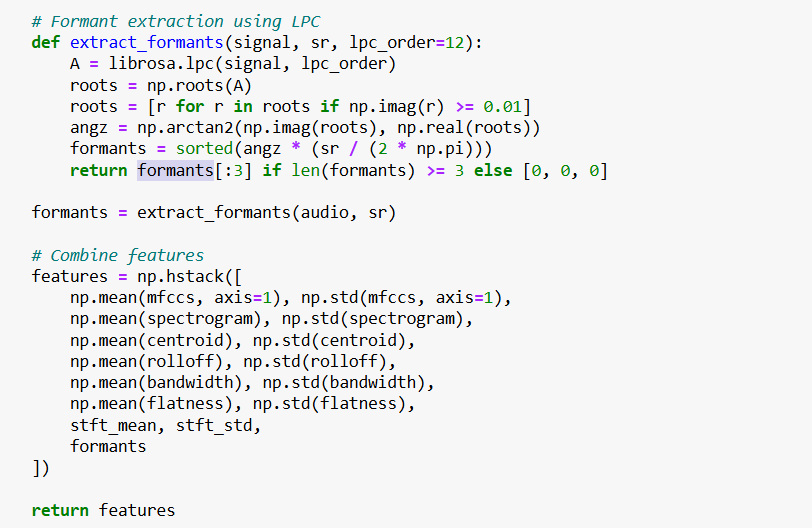 # Formant extraction using LPC
def extract_formants(signal, sr, lpc_order=12):
    A = librosa.lpc(signal, lpc_order)
    roots = np.roots(A)
    roots = [r for r in roots if np.imag(r) >= 0.01]
    angz = np.arctan2(np.imag(roots), np.real(roots))
    formants = sorted(angz * (sr / (2 * np.pi)))
    return formants[:3] if len(formants) >= 3 else [0, 0, 0]

formants = extract_formants(audio, sr)

# Combine features
features = np.hstack([
    np.mean(mfccs, axis=1), np.std(mfccs, axis=1),
    np.mean(spectrogram), np.std(spectrogram),
    np.mean(centroid), np.std(centroid),
    np.mean(rolloff), np.std(rolloff),
    np.mean(bandwidth), np.std(bandwidth),
    np.mean(flatness), np.std(flatness),
    stft_mean, stft_std,
    formants
])

return features